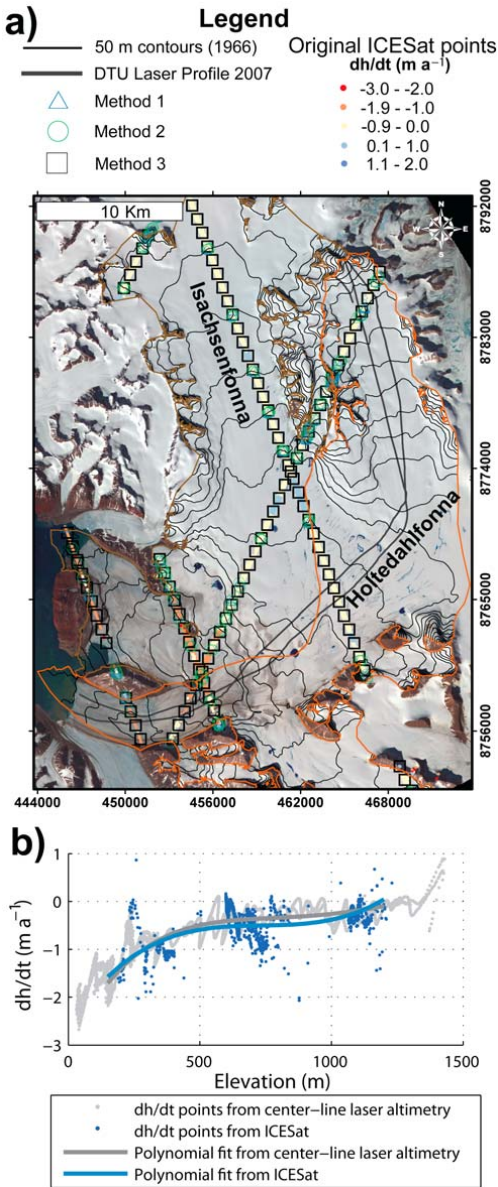 a)
Legend
50 m contours (1966)
DTU Laser Profile 2007
Method 1
Method 2
Method 3
Original ICESat points
dh/dt (m a⁻¹)
-3.0 - -2.0
-1.9 - -1.0
-0.9 - 0.0
0.1 - 1.0
1.1 - 2.0
10 Km
N
W E
S
Isachsenfonna
Holtedahlfonna
8792000
8783000
8774000
8765000
8756000
444000 450000 456000 462000 468000
b)
dh/dt (m a⁻¹)
1
0
−1
−2
−3
0 500 1000 1500
Elevation (m)
dh/dt points from center−line laser altimetry
dh/dt points from ICESat
Polynomial fit from center−line laser altimetry
Polynomial fit from ICESat